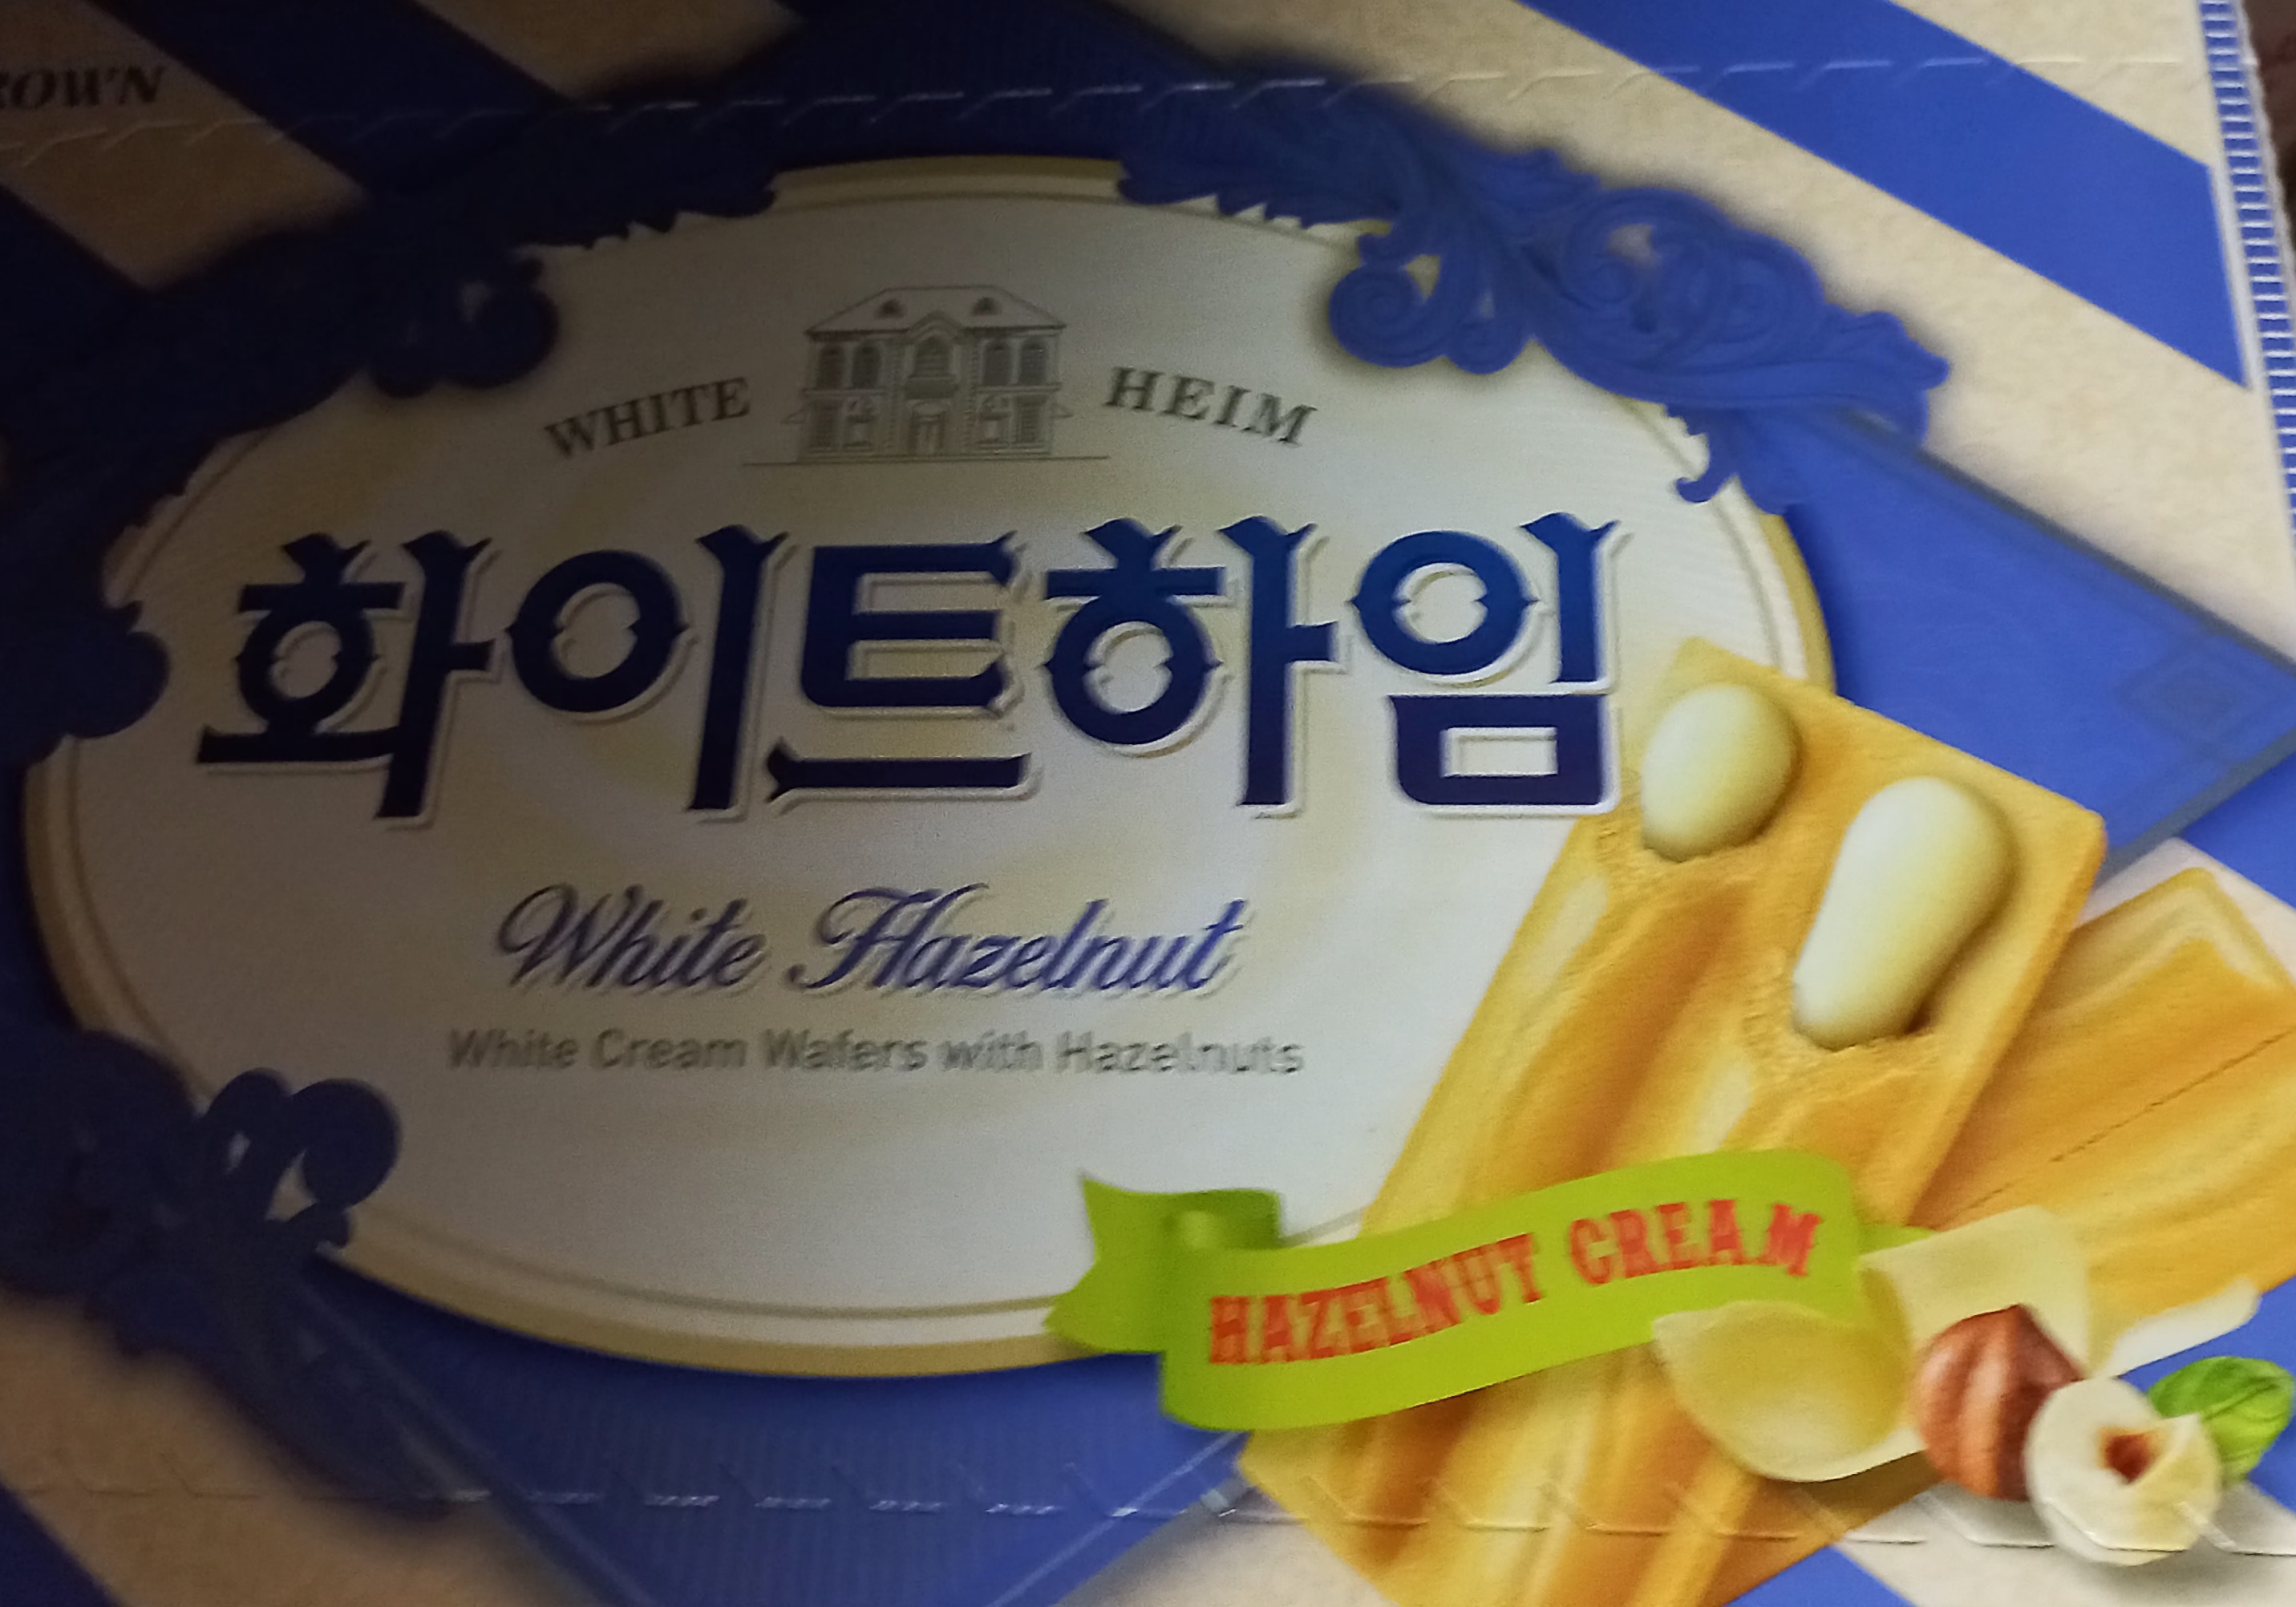 WHITE HEIM
화이트하임
White Hazelnut
White Cream Wafers with Hazelnuts
HAZELNUT CREAM